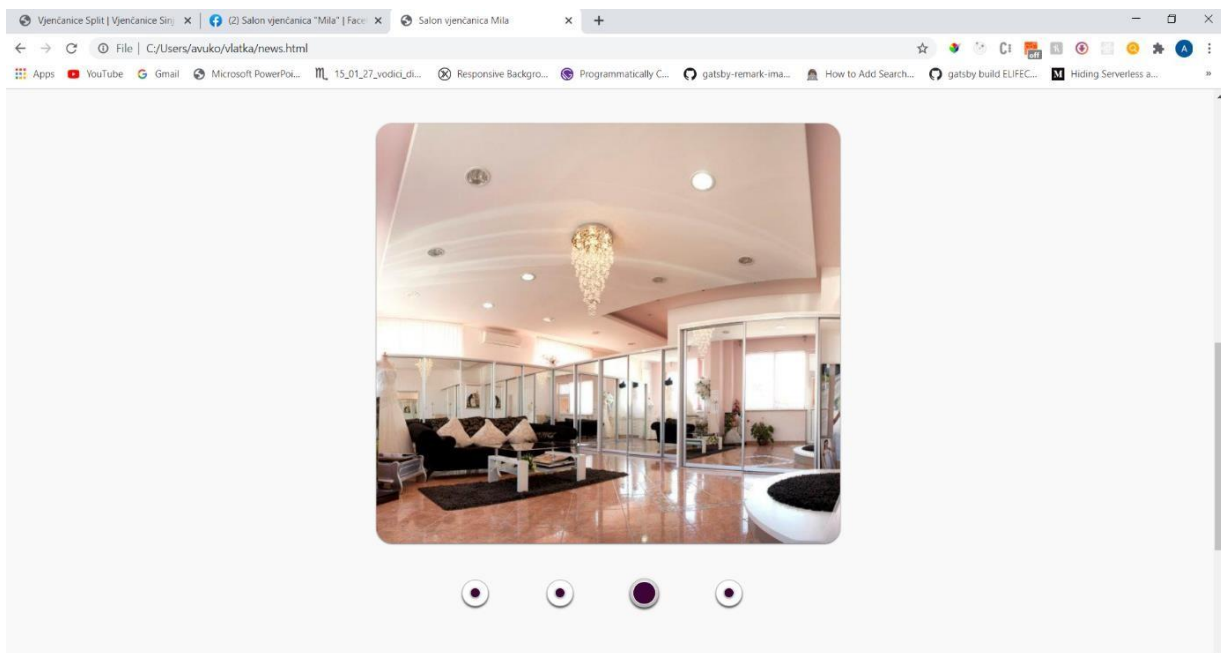 Vjenčanice Split | Vjenčanice Sinj
(2) Salon vjenčanica "Mila" | Face
Salon vjenčanica Mila
File | C:/Users/avuko/vlatka/news.html
off
A
Apps
YouTube
Gmail
Microsoft PowerPoi...
15_01_27_vodici_di...
Responsive Backgro...
Programmatically C...
gatsby-remark-ima...
How to Add Search...
gatsby build ELIFEC...
Hiding Serverless a...
»